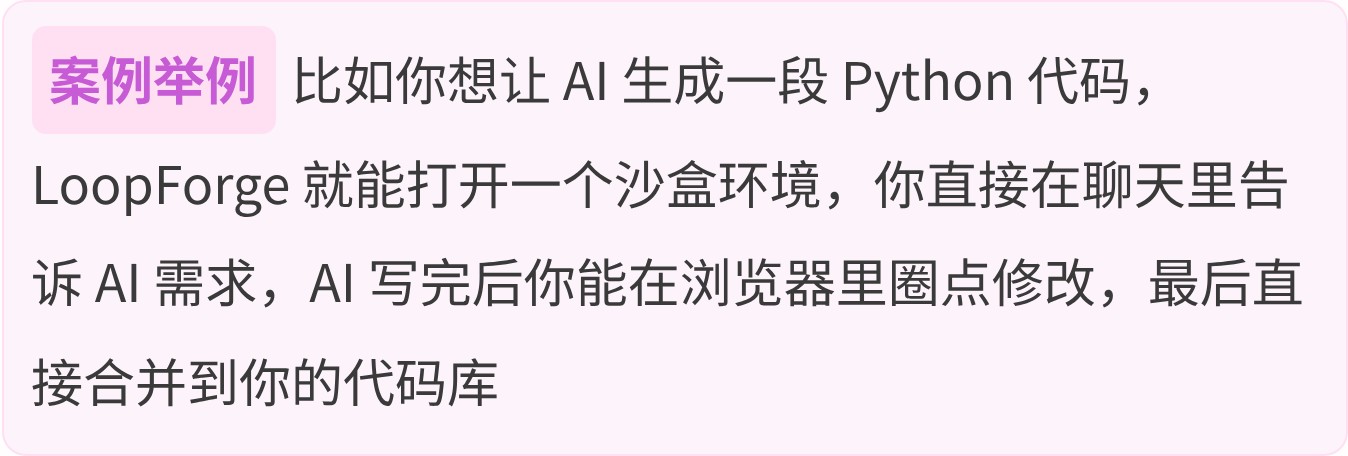 案例举例 比如你想让 AI 生成一段 Python 代码，
LoopForge 就能打开一个沙盒环境，你直接在聊天里告
诉 AI 需求，AI 写完后你能在浏览器里圈点修改，最后直
接合并到你的代码库